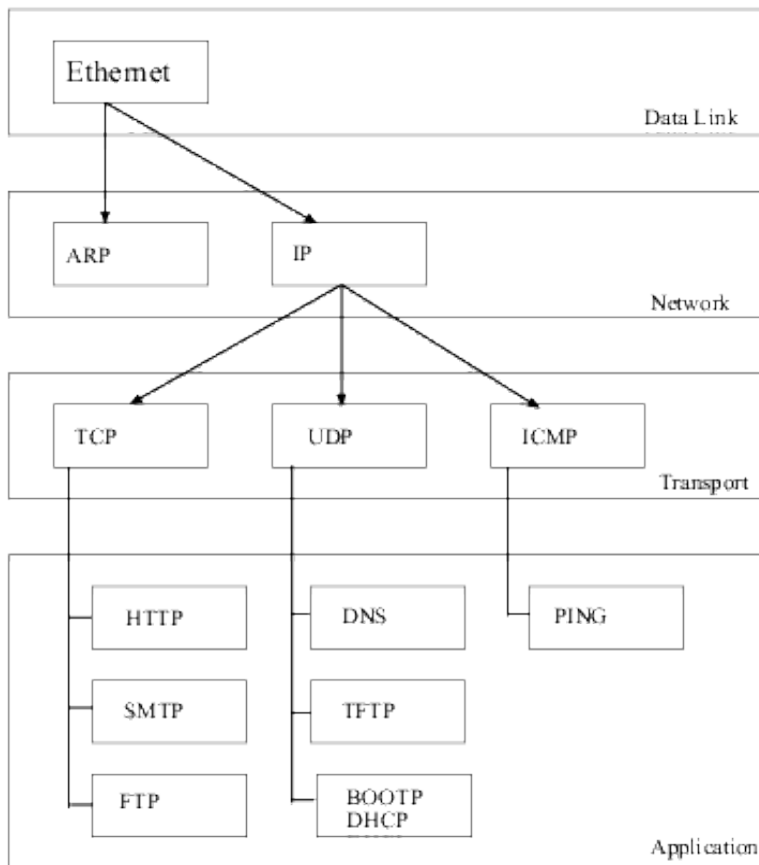 Ethernet
Data Link
ARP
IP
Network
TCP
UDP
ICMP
Transport
HTTP
DNS
PING
SMTP
TFTP
FTP
BOOTP
DHCP
Application